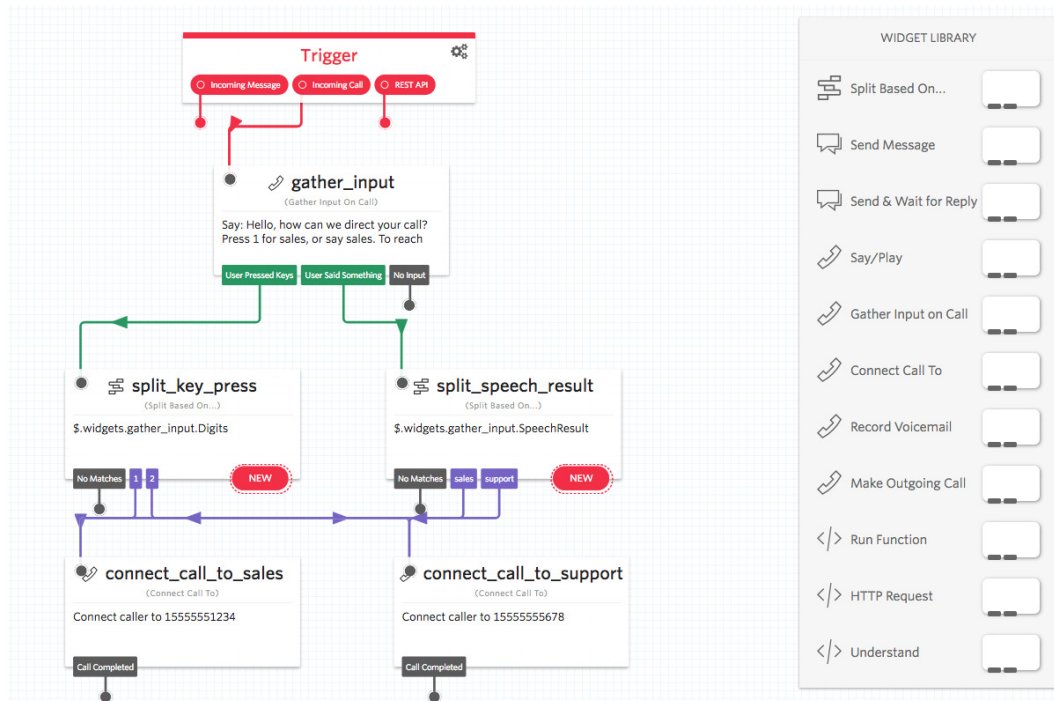 Trigger
Incoming Message
Incoming Call
REST API
gather_input
(Gather Input On Call)
Say: Hello, how can we direct your call?
Press 1 for sales, or say sales. To reach
User Pressed Keys
User Said Something
No Input
split_key_press
(Split Based On...)
$.widgets.gather_input.Digits
No Matches
1
2
NEW
split_speech_result
(Split Based On...)
$.widgets.gather_input.SpeechResult
No Matches
sales
support
NEW
connect_call_to_sales
(Connect Call To)
Connect caller to 15555551234
Call Completed
connect_call_to_support
(Connect Call To)
Connect caller to 15555555678
Call Completed
WIDGET LIBRARY
Split Based On...
Send Message
Send & Wait for Reply
Say/Play
Gather Input on Call
Connect Call To
Record Voicemail
Make Outgoing Call
Run Function
HTTP Request
Understand